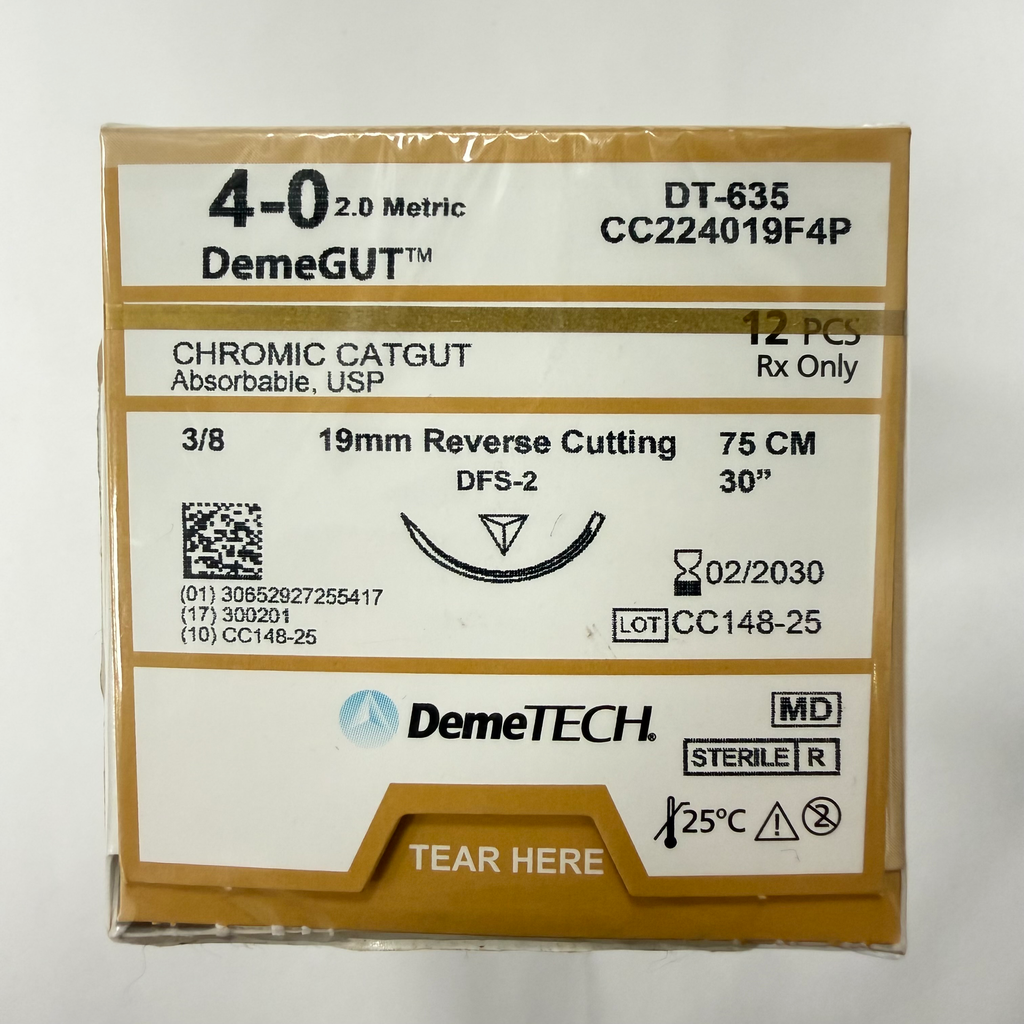 4-0 2.0 Metric
DemeGUT™
DT-635
CC224019F4P
12 PCS
Rx Only
CHROMIC CATGUT
Absorbable, USP
3/8
19mm Reverse Cutting
DFS-2
75 CM
30”
(01) 30652927255417
(17) 300201
(10) CC148-25
02/2030
LOT CC148-25
DemeTECH®
MD
STERILE R
25°C
2
TEAR HERE